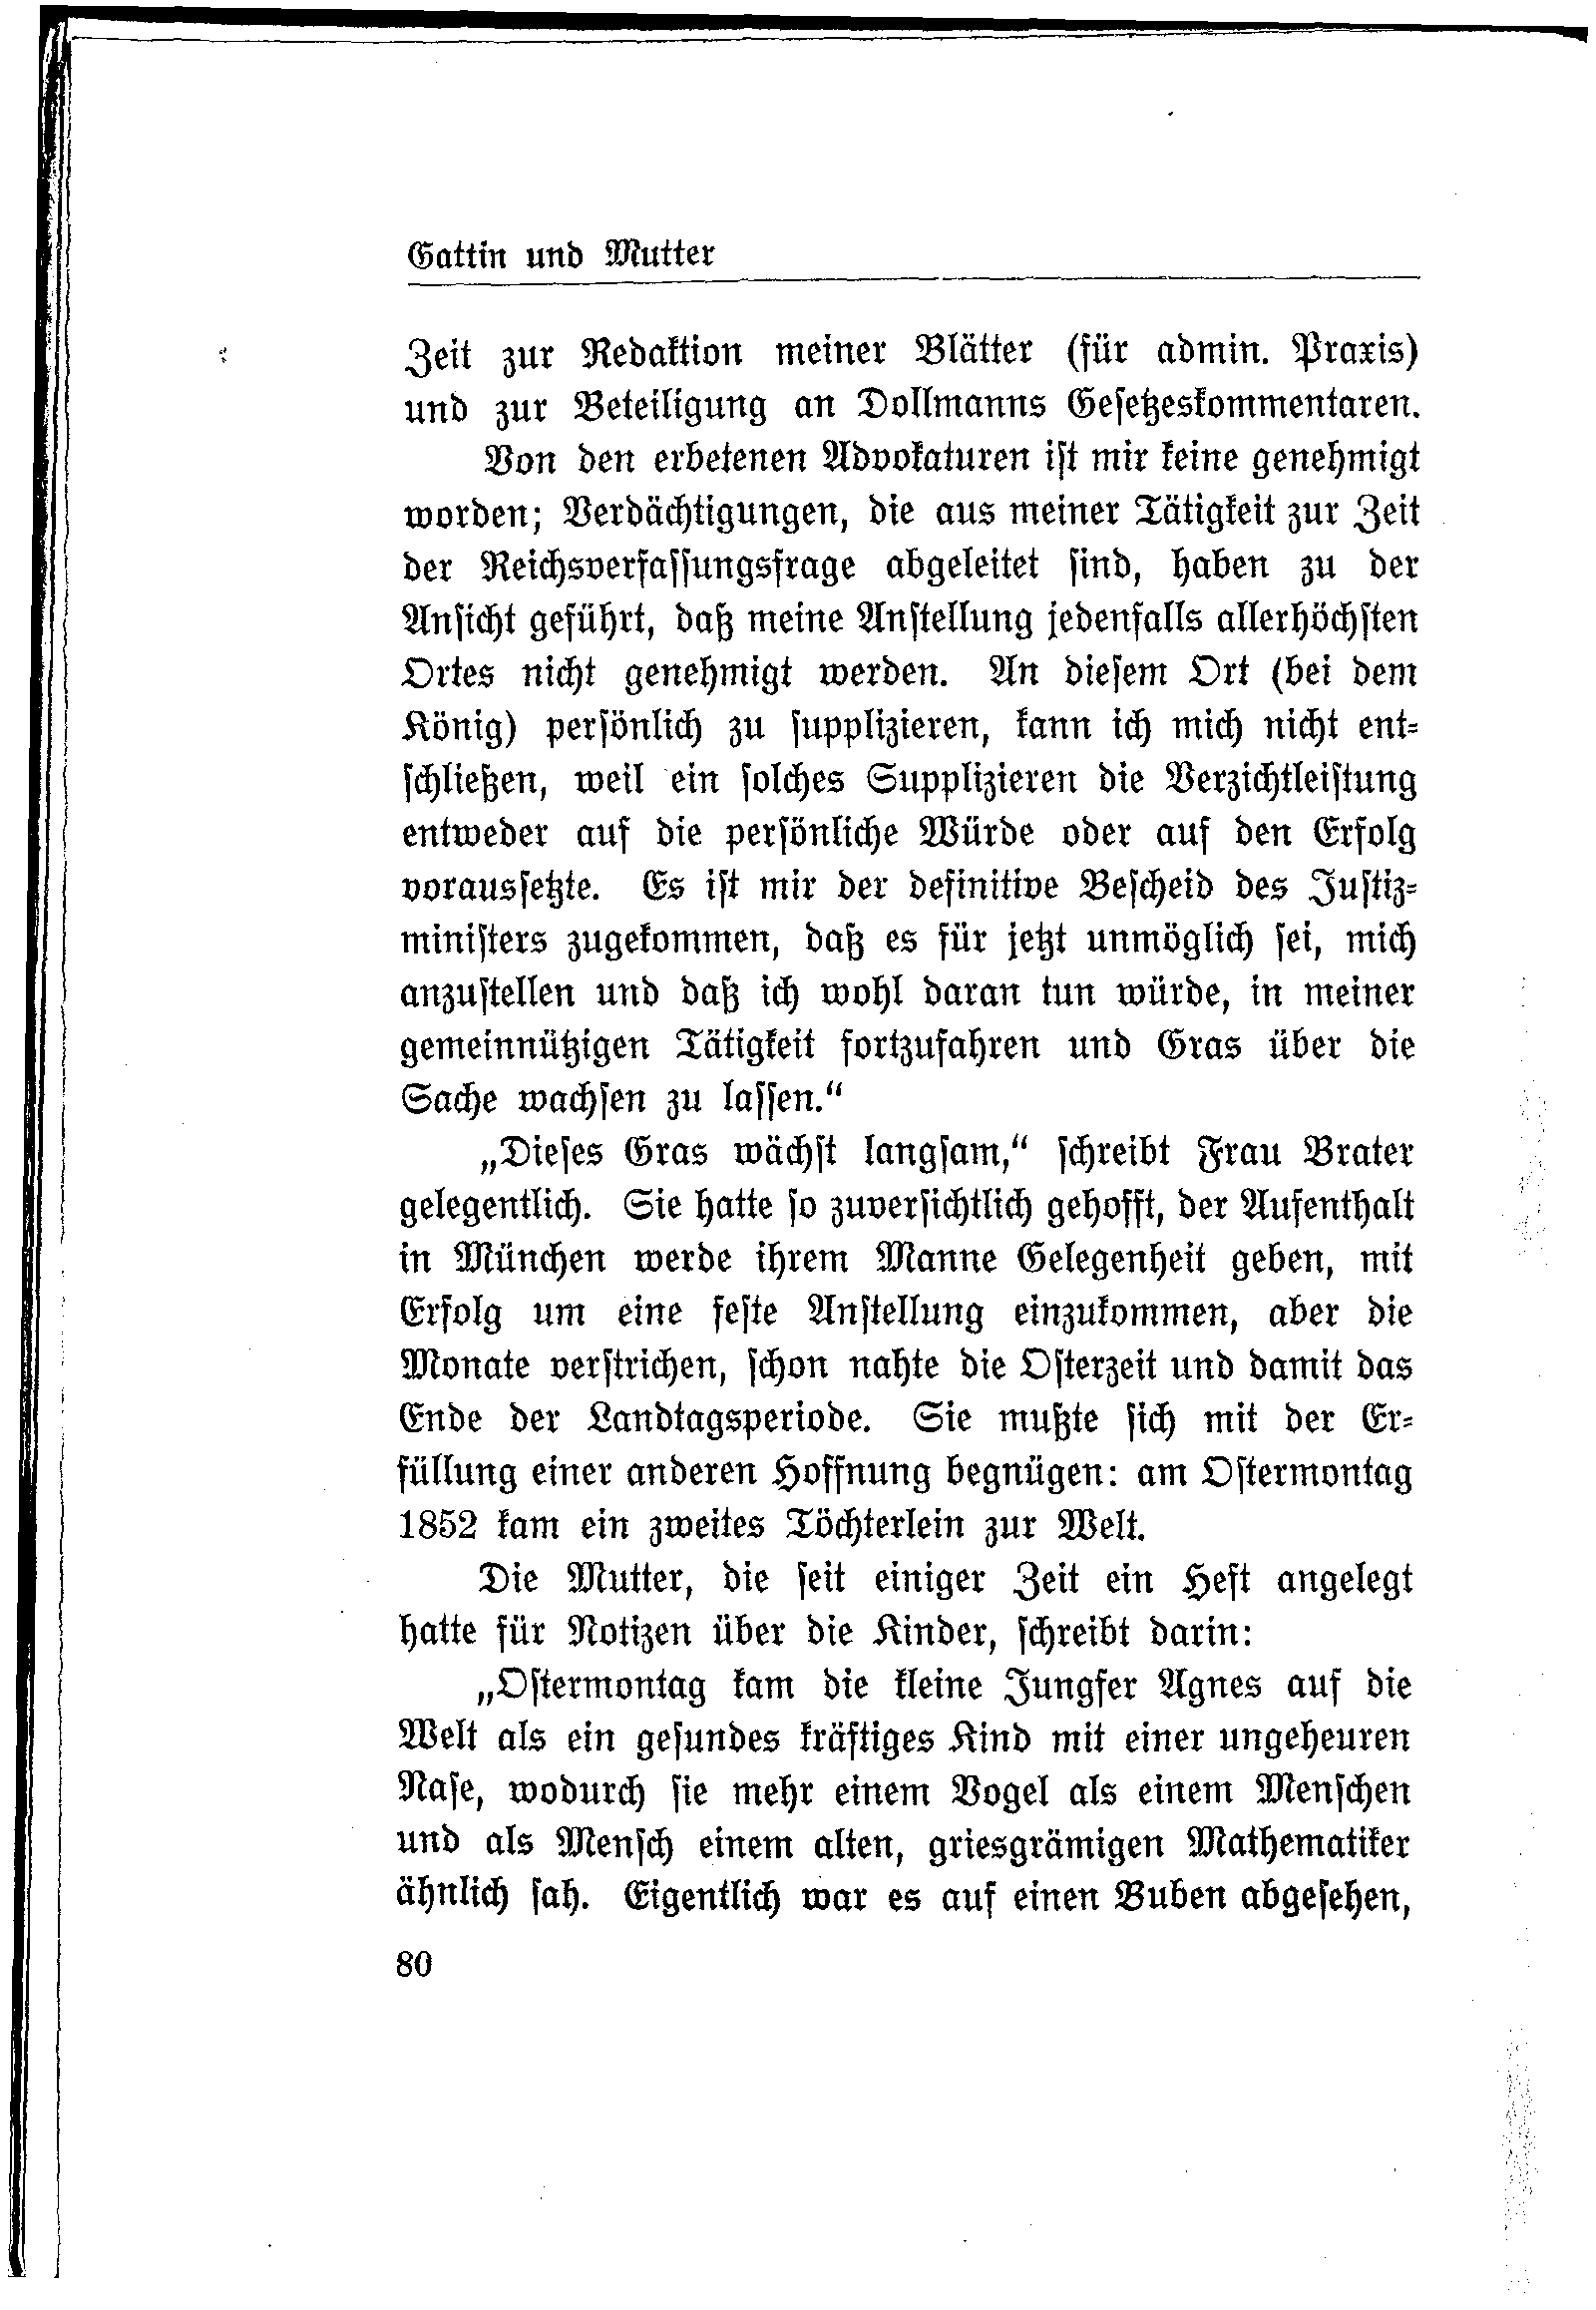 Gattin und Mutter
Zeit zur Redaktion meiner Blätter (für admin. Praxis)
und zur Beteiligung an Dollmanns Gesetzeskommentaren.
Von den erbetenen Advokaturen ist mir keine genehmigt
worden; Verdächtigungen, die aus meiner Tätigkeit zur Zeit
der Reichsverfassungsfrage abgeleitet sind, haben zu der
Ansicht geführt, daß meine Anstellung jedenfalls allerhöchsten
Ortes nicht genehmigt werden. An diesem Ort (bei dem
König) persönlich zu supplizieren, kann ich mich nicht ent-
schließen, weil ein solches Supplizieren die Verzichtleistung
entweder auf die persönliche Würde oder auf den Erfolg
voraussetzte. Es ist mir der definitive Bescheid des Justiz-
ministers zugekommen, daß es für jetzt unmöglich sei, mich
anzustellen und daß ich wohl daran tun würde, in meiner
gemeinnützigen Tätigkeit fortzufahren und Gras über die
Sache wachsen zu lassen.“
„Dieses Gras wächst langsam,“ schreibt Frau Brater
gelegentlich. Sie hatte so zuversichtlich gehofft, der Aufenthalt
in München werde ihrem Manne Gelegenheit geben, mit
Erfolg um eine feste Anstellung einzukommen, aber die
Monate verstrichen, schon nahte die Osterzeit und damit das
Ende der Landtagsperiode. Sie mußte sich mit der Er-
füllung einer anderen Hoffnung begnügen: am Ostermontag
1852 kam ein zweites Töchterlein zur Welt.
Die Mutter, die seit einiger Zeit ein Heft angelegt
hatte für Notizen über die Kinder, schreibt darin:
„Ostermontag kam die kleine Jungfer Agnes auf die
Welt als ein gesundes kräftiges Kind mit einer ungeheuren
Nase, wodurch sie mehr einem Vogel als einem Menschen
und als Mensch einem alten, griesgrämigen Mathematiker
ähnlich sah. Eigentlich war es auf einen Buben abgesehen,
80